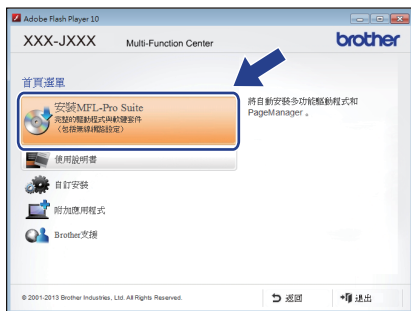 Adobe Flash Player 10
XXX-JXXX Multi-Function Center brother
首頁選單
安裝MFL-Pro Suite
完整的驅動程式與軟體套件
（包括無線網路設定）
將自動安裝多功能驅動程式和
PageManager。
使用說明書
自訂安裝
附加應用程式
Brother支援
© 2001-2013 Brother Industries, Ltd. All Rights Reserved. 返回 退出